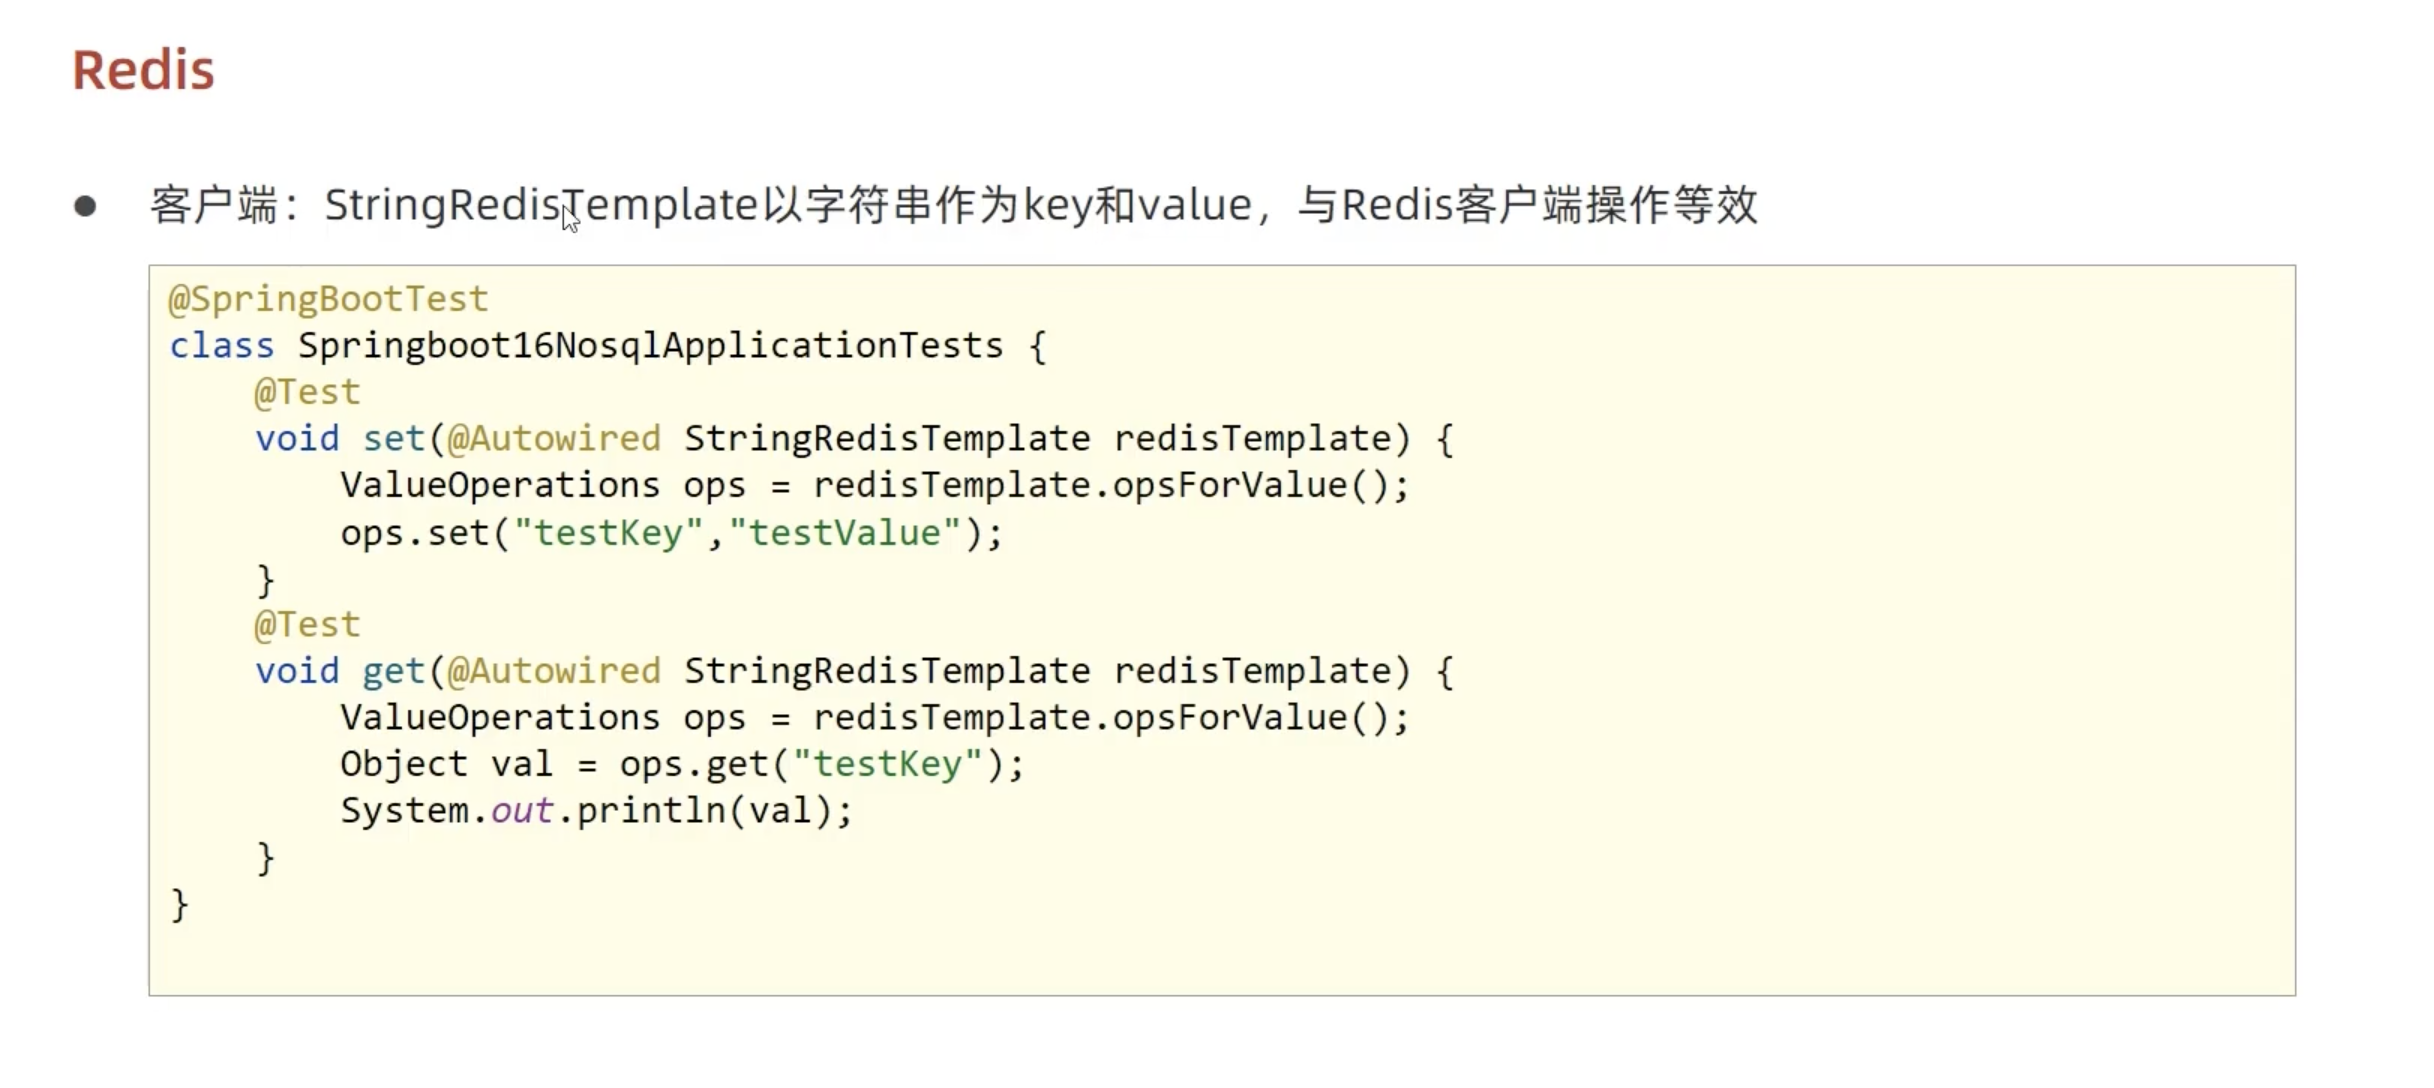 Redis
● 客户端：StringRedisTemplate以字符串作为key和value，与Redis客户端操作等效
@SpringBootTest
class Springboot16NosqlApplicationTests {
    @Test
    void set(@Autowired StringRedisTemplate redisTemplate) {
        ValueOperations ops = redisTemplate.opsForValue();
        ops.set("testKey","testValue");
    }
    @Test
    void get(@Autowired StringRedisTemplate redisTemplate) {
        ValueOperations ops = redisTemplate.opsForValue();
        Object val = ops.get("testKey");
        System.out.println(val);
    }
}